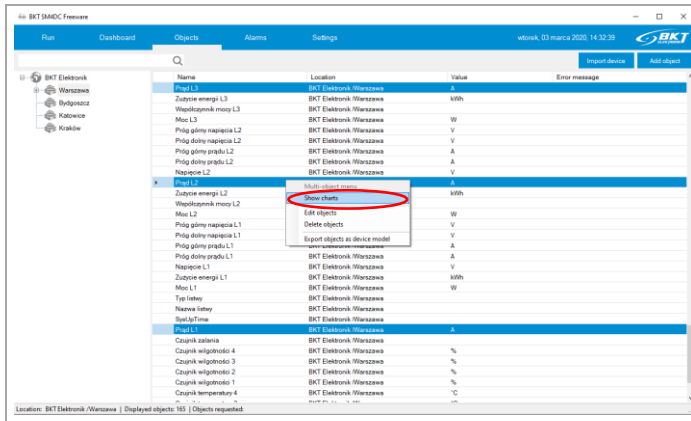 BKT SM4DC Freeware
Run Dashboard Objects Alarms Settings wtorek, 03 marca 2020, 14:32:39 BKT
Import device Add object
BKT Elektronik
Warszawa
Bydgoszcz
Katowice
Kraków
Name Location Value Error message
Prąd L3 BKT Elektronik /Warszawa A
Zużycie energii L3 BKT Elektronik /Warszawa kWh
Współczynnik mocy L3 BKT Elektronik /Warszawa
Moc L3 BKT Elektronik /Warszawa W
Próg górny napięcia L2 BKT Elektronik /Warszawa V
Próg dolny napięcia L2 BKT Elektronik /Warszawa V
Próg górny prądu L2 BKT Elektronik /Warszawa A
Próg dolny prądu L2 BKT Elektronik /Warszawa A
Napięcie L2 BKT Elektronik /Warszawa V
Prąd L2 A
Zużycie energii L2 kWh
Współczynnik mocy L2
Moc L2 W
Próg górny napięcia L1 V
Próg dolny napięcia L1 V
Próg górny prądu L1 A
Multi-object menu
Show charts
Edit objects
Delete objects
Export objects as device model
Próg dolny prądu L1 BKT Elektronik /Warszawa A
Napięcie L1 BKT Elektronik /Warszawa V
Zużycie energii L1 BKT Elektronik /Warszawa kWh
Moc L1 BKT Elektronik /Warszawa W
Typ listwy BKT Elektronik /Warszawa
Nazwa listwy BKT Elektronik /Warszawa
SysUpTime BKT Elektronik /Warszawa
Prąd L1 BKT Elektronik /Warszawa A
Czujnik zalania BKT Elektronik /Warszawa
Czujnik wilgotności 4 BKT Elektronik /Warszawa %
Czujnik wilgotności 3 BKT Elektronik /Warszawa %
Czujnik wilgotności 2 BKT Elektronik /Warszawa %
Czujnik wilgotności 1 BKT Elektronik /Warszawa %
Czujnik temperatury 4 BKT Elektronik /Warszawa °C
Location: BKT Elektronik /Warszawa | Displayed objects: 165 | Objects requested: